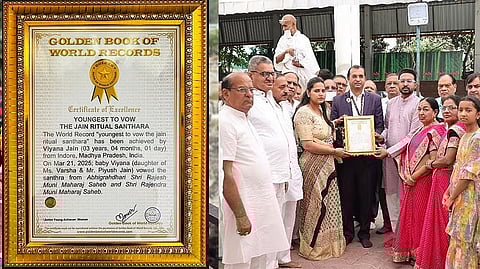 GOLDEN BOOK OF
WORLD RECORDS
Certificate of Excellence
YOUNGEST TO VOW
THE JAIN RITUAL SANTHARA
The World Record "youngest to vow the jain
ritual santhara" has been achieved by
Viyana Jain (03 years, 04 months, 01 day)
from Indore, Madhya Pradesh,
India.
On Mar 21, 2025; baby Viyana (daughter of
Ms. Varsha & Mr. Piyush Jain) vowed the
santhra from Abhigrahdhari Shri Rajesh
Muni Maharaj Saheb and Shri Rajendra
Muni Maharaj Saheb.